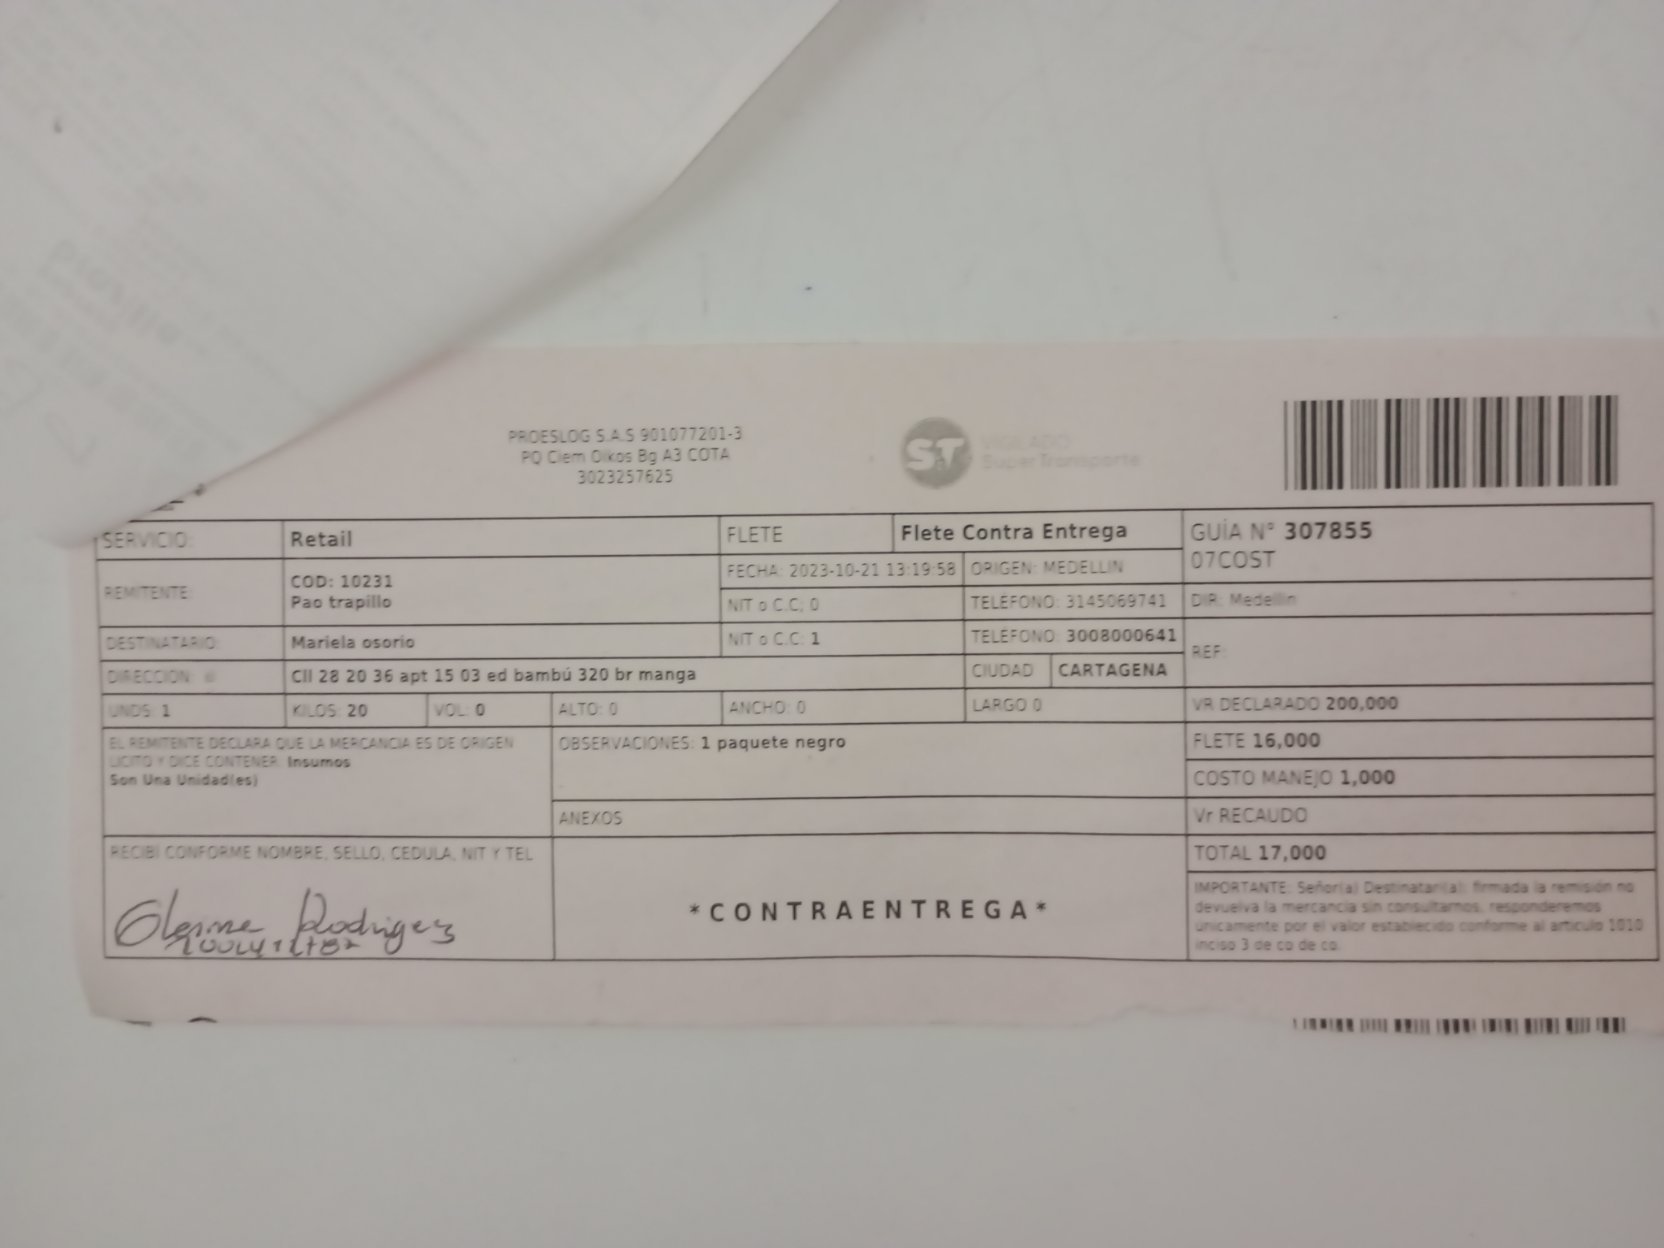 PROESLOG S.A.S 901077201-3
PQ Clem Oikos Bg A3 COTA
3023257625
S.T
VIGILADO
SuperTransporte
SERVICIO: Retail FLETE Flete Contra Entrega GUÍA N° 307855
07COST
REMITENTE: COD: 10231
Pao trapillo
FECHA: 2023-10-21 13:19:58 ORIGEN: MEDELLIN
NIT o C.C; 0 TELÉFONO: 3145069741 DIR: Medellin
DESTINATARIO: Mariela osorio NIT o C.C: 1 TELÉFONO: 3008000641 REF:
DIRECCION: Cll 28 20 36 apt 15 03 ed bambú 320 br manga CIUDAD CARTAGENA
UNDS: 1 KILOS: 20 VOL: 0 ALTO: 0 ANCHO: 0 LARGO 0 VR DECLARADO 200,000
EL REMITENTE DECLARA QUE LA MERCANCIA ES DE ORIGEN
LICITO Y DICE CONTENER: Insumos
Son Una Unidad(es)
OBSERVACIONES: 1 paquete negro
FLETE 16,000
COSTO MANEJO 1,000
ANEXOS
Vr RECAUDO
TOTAL 17,000
RECIBI CONFORME NOMBRE, SELLO, CEDULA, NIT Y TEL
Rodriguez
*CONTRAENTREGA*
IMPORTANTE: Señor(a) Destinatari(a): firmada la remisión no
devuelva la mercancia sin consultarnos, responderemos
unicamente por el valor establecido conforme al articulo 1010
inciso 3 de co de co.